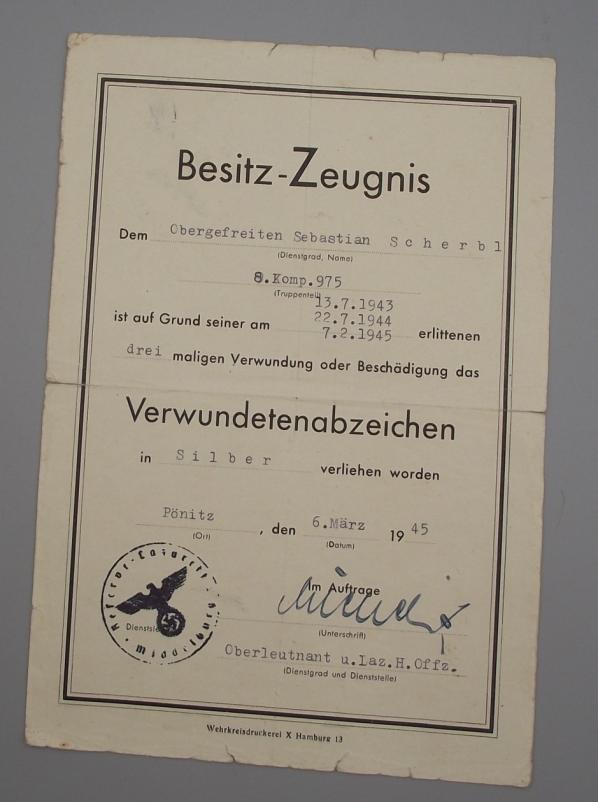 Besitz-Zeugnis
Dem Obergefreiten Sebastian Scherbl
(Dienstgrad, Name)
8.Komp.975
(Truppenteil)
13.7.1943
22.7.1944
ist auf Grund seiner am 7.2.1945 erlittenen
drei maligen Verwundung oder Beschädigung das
Verwundetenabzeichen
in Silber verliehen worden
Pönitz, den 6.März 1945
(Ort) (Datum)
Im Auftrage
Reserve-Lazarett
Dienstsie
(Unterschrift)
Oberleutnant u.Laz.H.Offz.
(Dienstgrad und Dienststelle)
Wehrkreisdruckerei X Hamburg 13